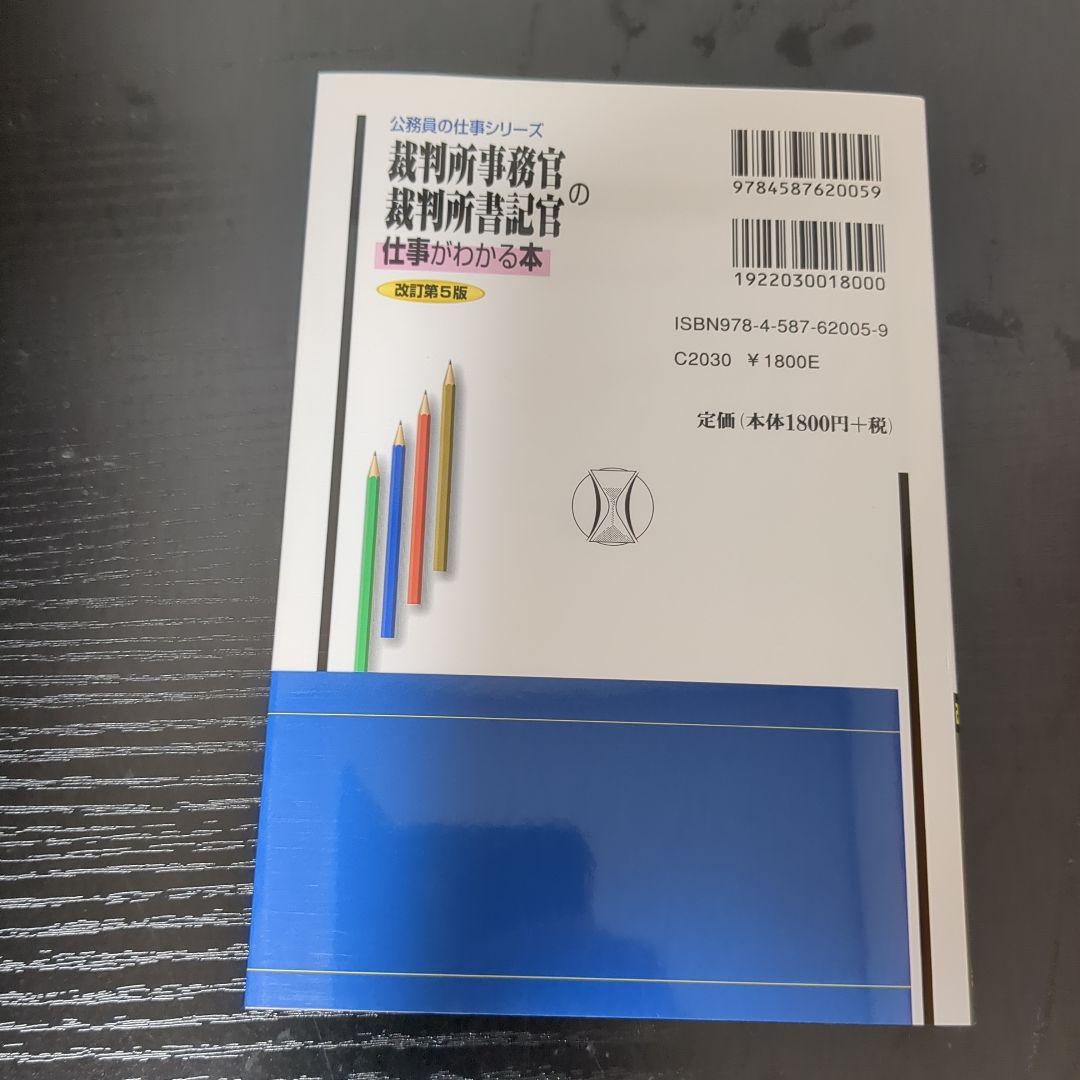 公務員の仕事シリーズ
裁判所事務官
裁判所書記官の
仕事がわかる本
改訂第5版
9784587620059
1922030018000
ISBN978-4-587-62005-9
C2030 ¥1800E
定価(本体1800円+税)